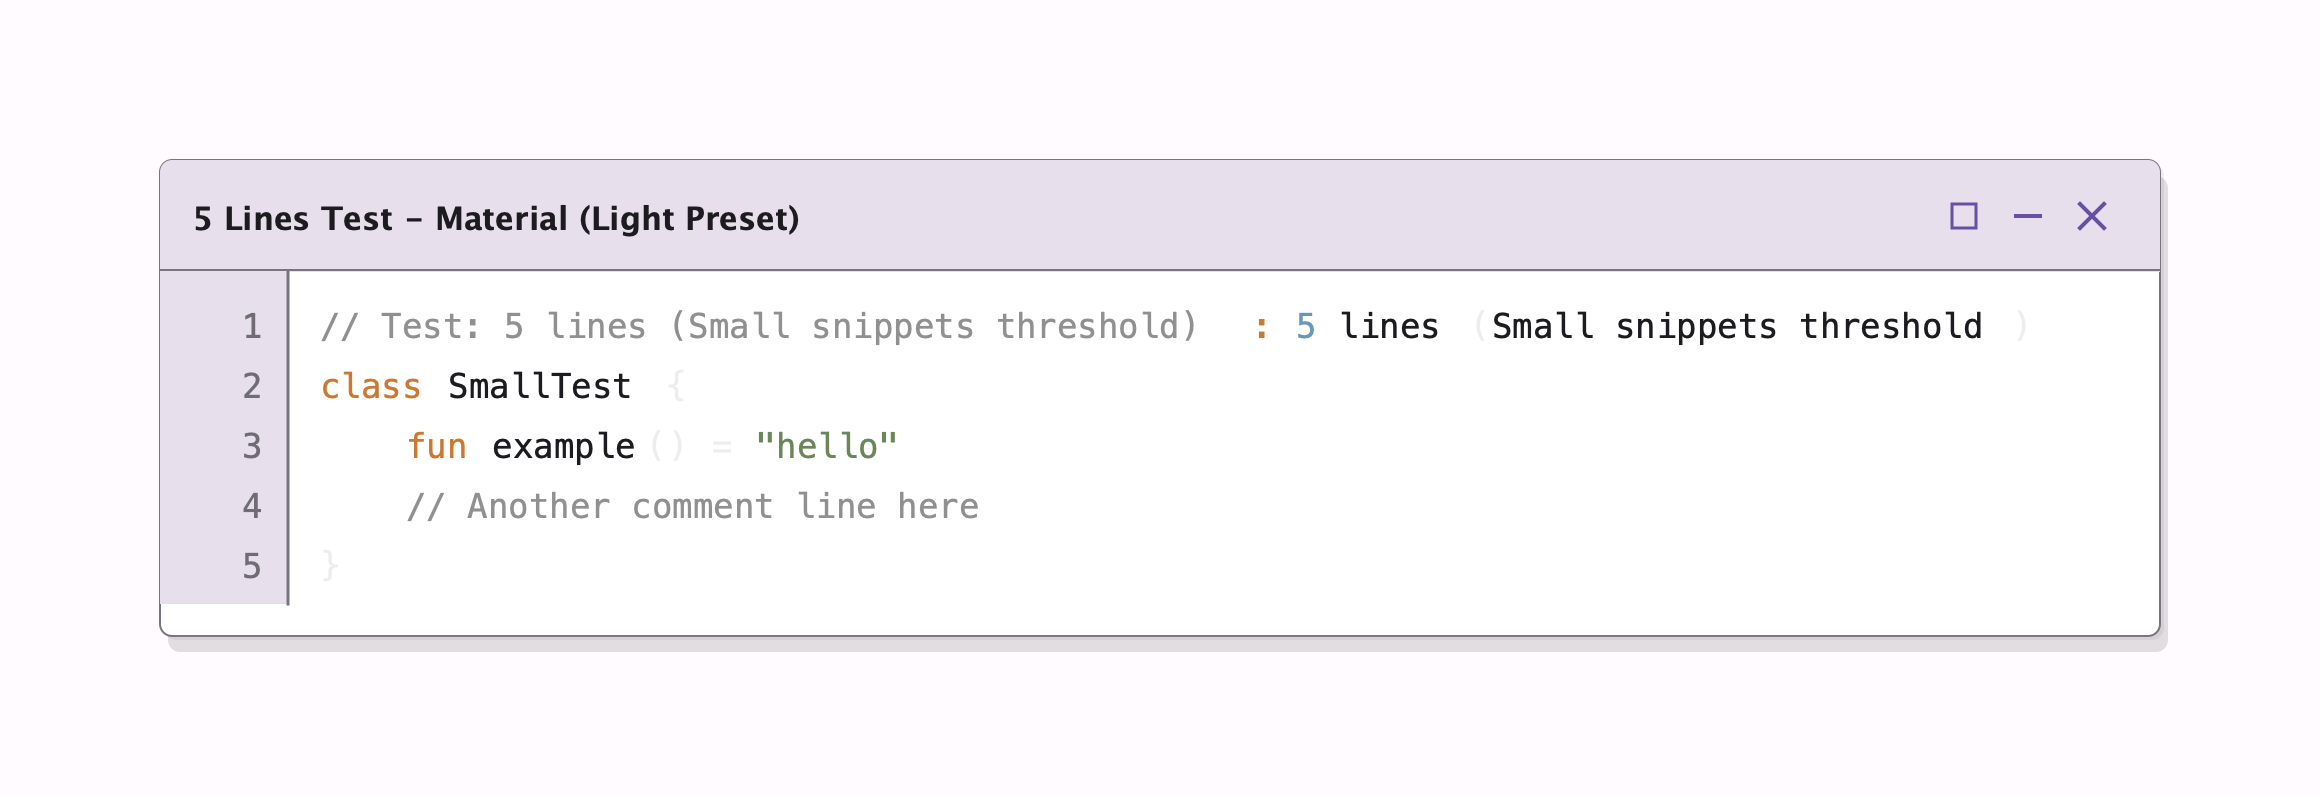 5 Lines Test – Material (Light Preset)
1 // Test: 5 lines (Small snippets threshold) : 5 lines (Small snippets threshold )
2 class SmallTest {
3 fun example() = "hello"
4 // Another comment line here
5 }